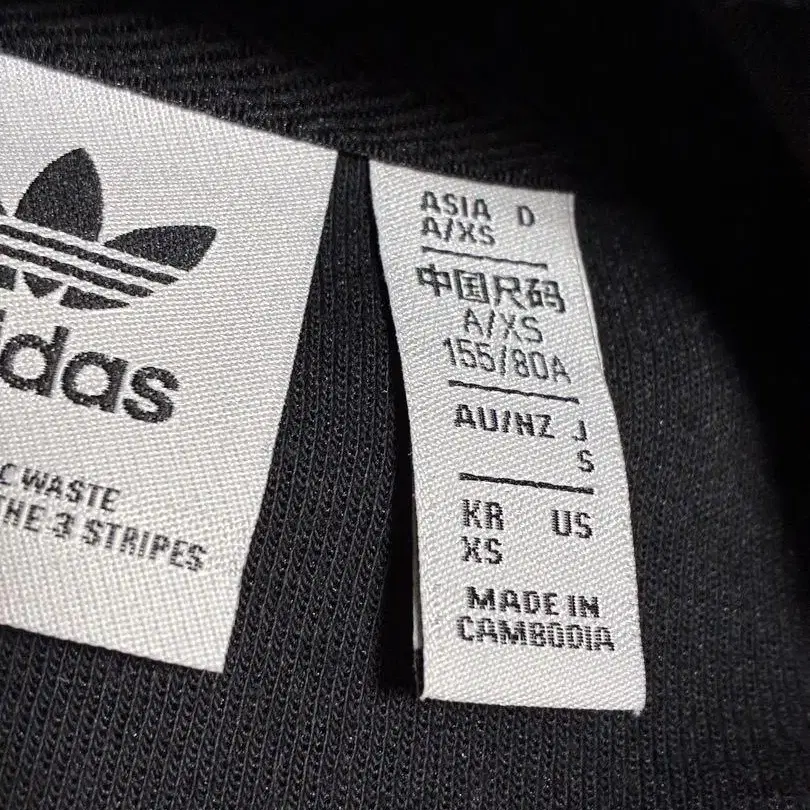 adidas
C WASTE
THE 3 STRIPES
ASIA D
A/XS
中国尺码
A/XS
155/80A
AU/NZ J
S
KR US
XS
MADE IN
CAMBODIA